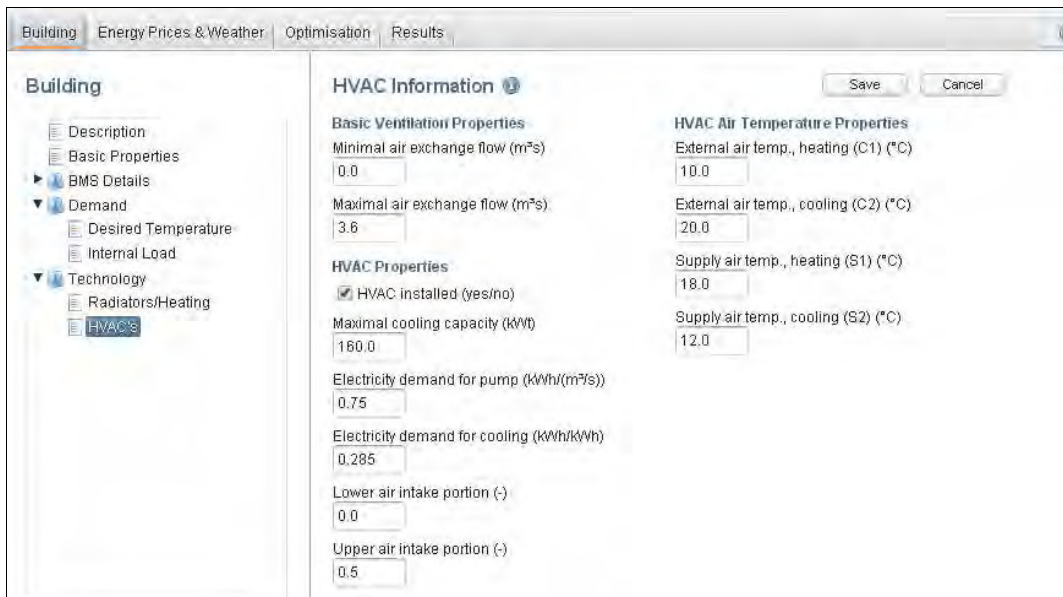 Building
Energy Prices & Weather
Optimisation
Results
Building
Description
Basic Properties
BMS Details
Demand
Desired Temperature
Internal Load
Technology
Radiators/Heating
HVAC's
HVAC Information
Save
Cancel
Basic Ventilation Properties
Minimal air exchange flow (m³s)
0.0
Maximal air exchange flow (m³s)
3.6
HVAC Properties
HVAC installed (yes/no)
Maximal cooling capacity (kWt)
160.0
Electricity demand for pump (kWh/(m³/s))
0.75
Electricity demand for cooling (kWh/kWh)
0.285
Lower air intake portion (-)
0.0
Upper air intake portion (-)
0.5
HVAC Air Temperature Properties
External air temp., heating (C1) (°C)
10.0
External air temp., cooling (C2) (°C)
20.0
Supply air temp., heating (S1) (°C)
18.0
Supply air temp., cooling (S2) (°C)
12.0